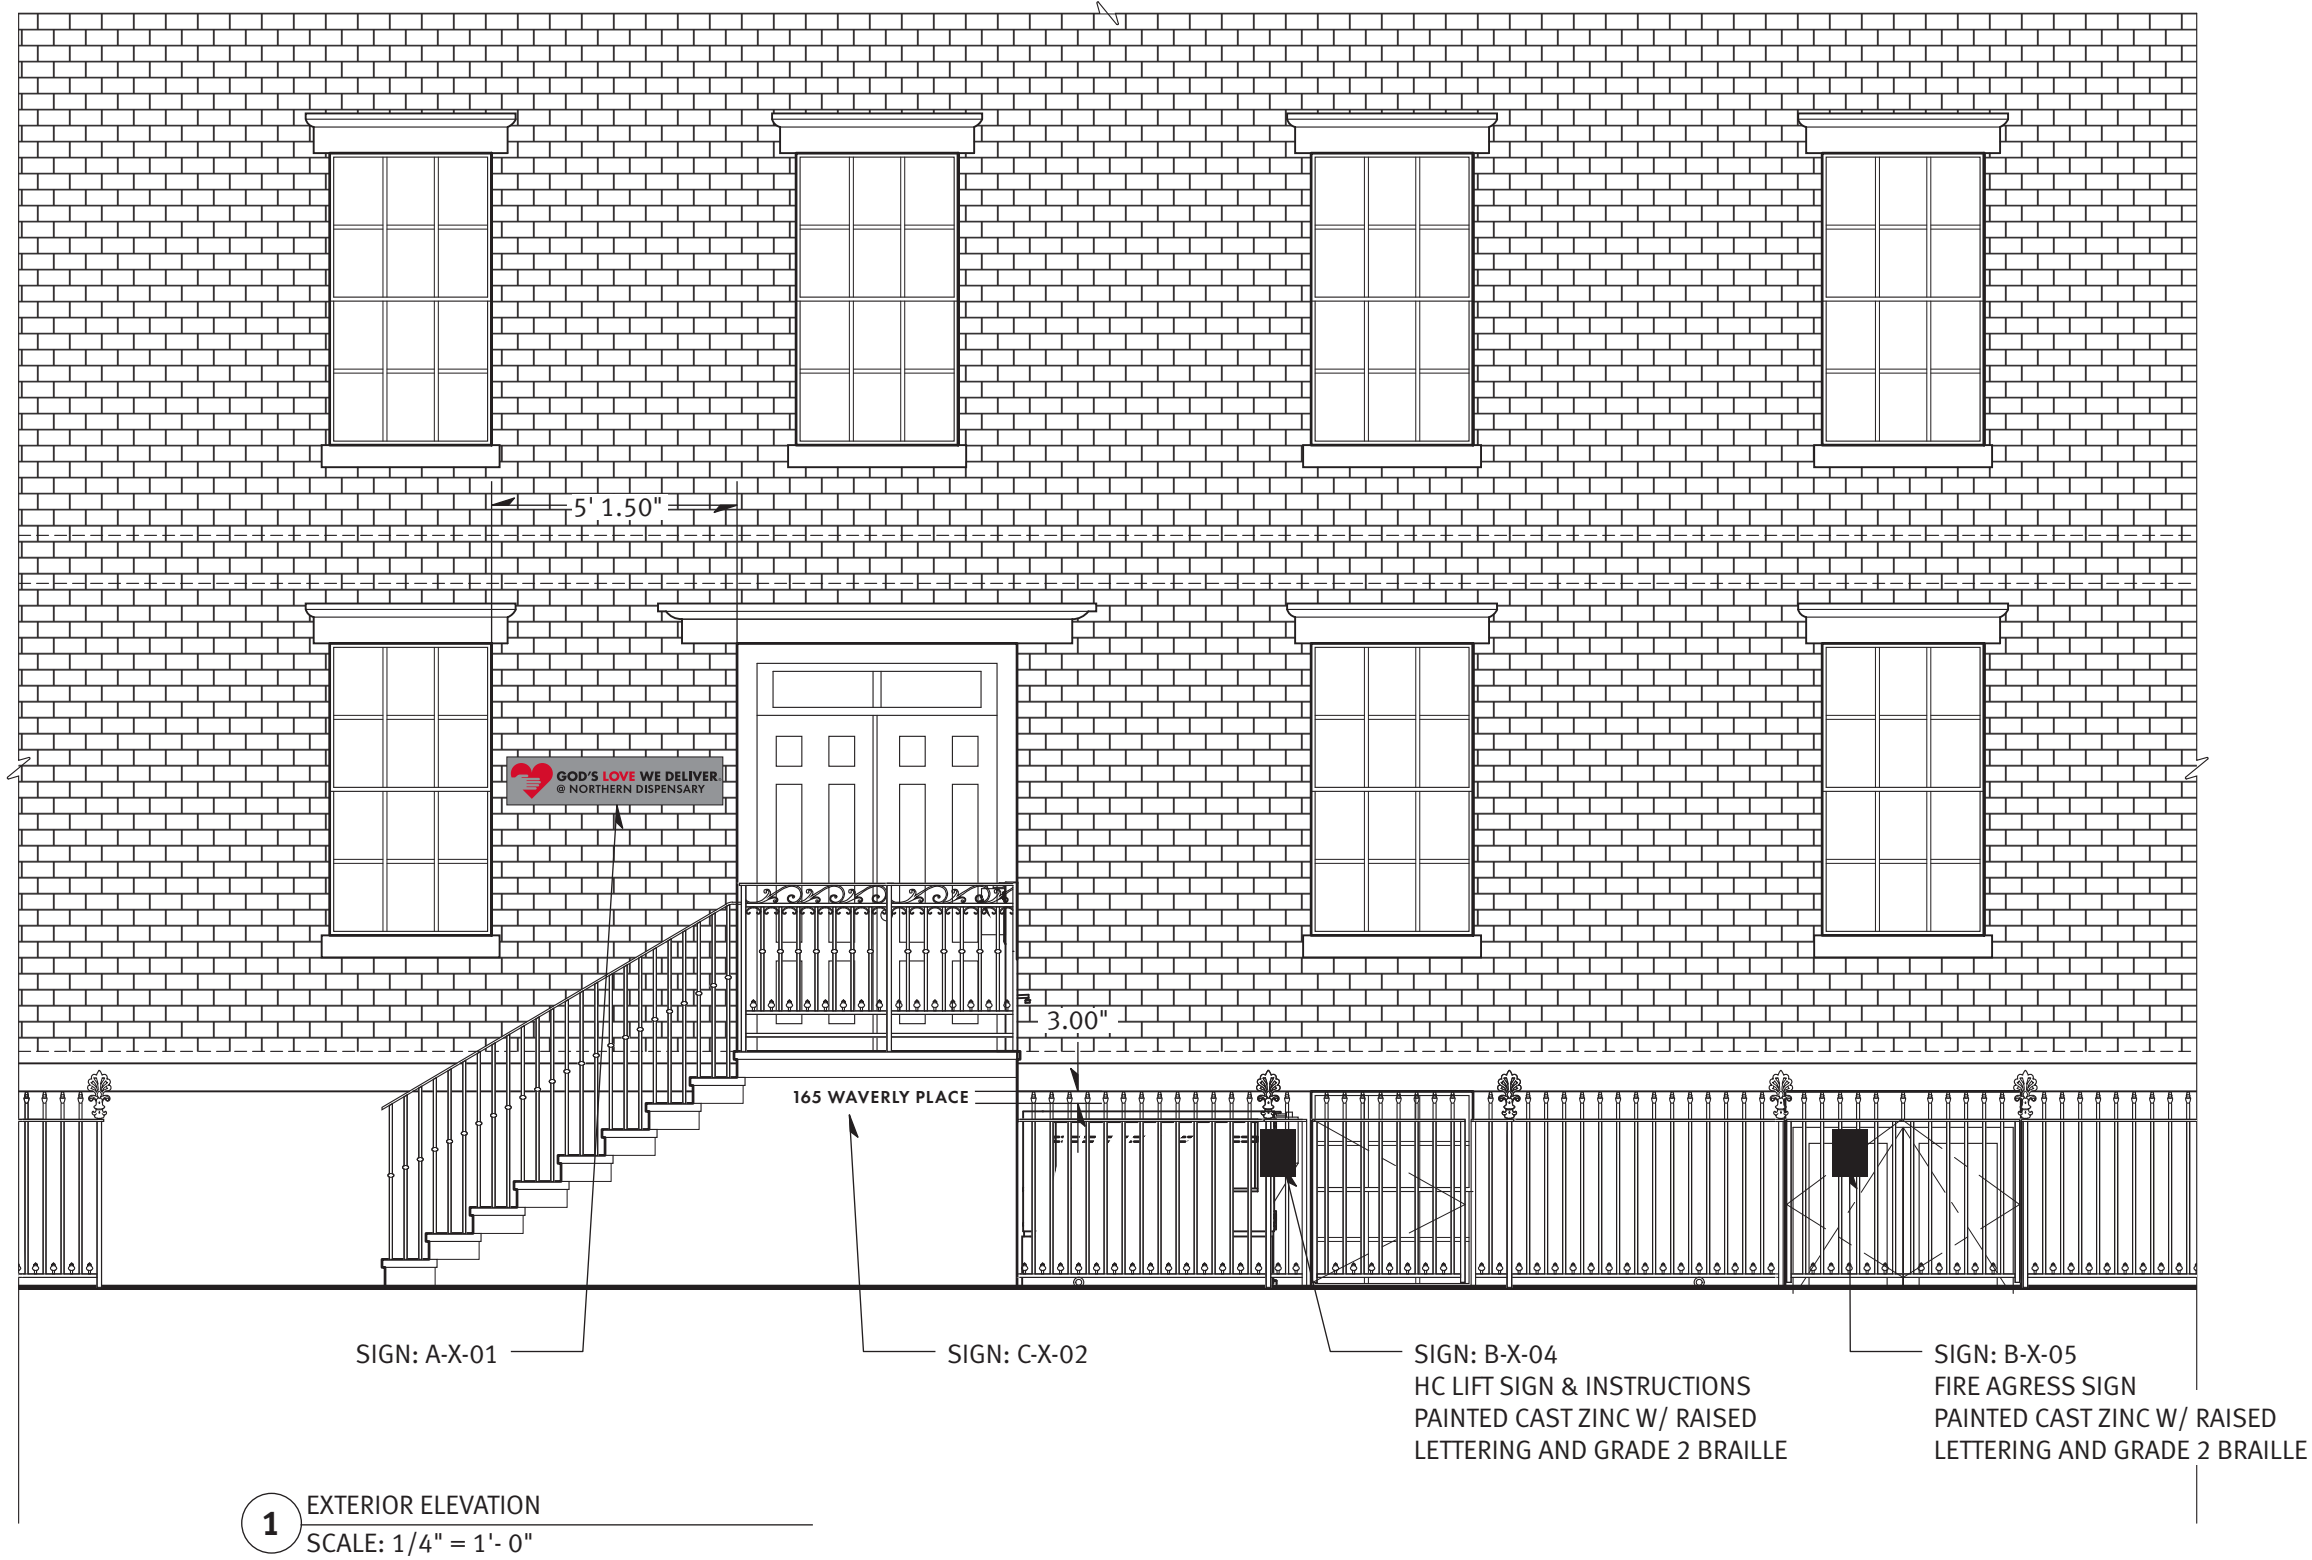 5' 1.50"
GOD'S LOVE WE DELIVER
@ NORTHERN DISPENSARY
3.00"
165 WAVERLY PLACE
SIGN: A-X-01
SIGN: C-X-02
SIGN: B-X-04
HC LIFT SIGN & INSTRUCTIONS
PAINTED CAST ZINC W/ RAISED
LETTERING AND GRADE 2 BRAILLE
SIGN: B-X-05
FIRE AGRESS SIGN
PAINTED CAST ZINC W/ RAISED
LETTERING AND GRADE 2 BRAILLE
1
EXTERIOR ELEVATION
SCALE: 1/4" = 1'- 0"